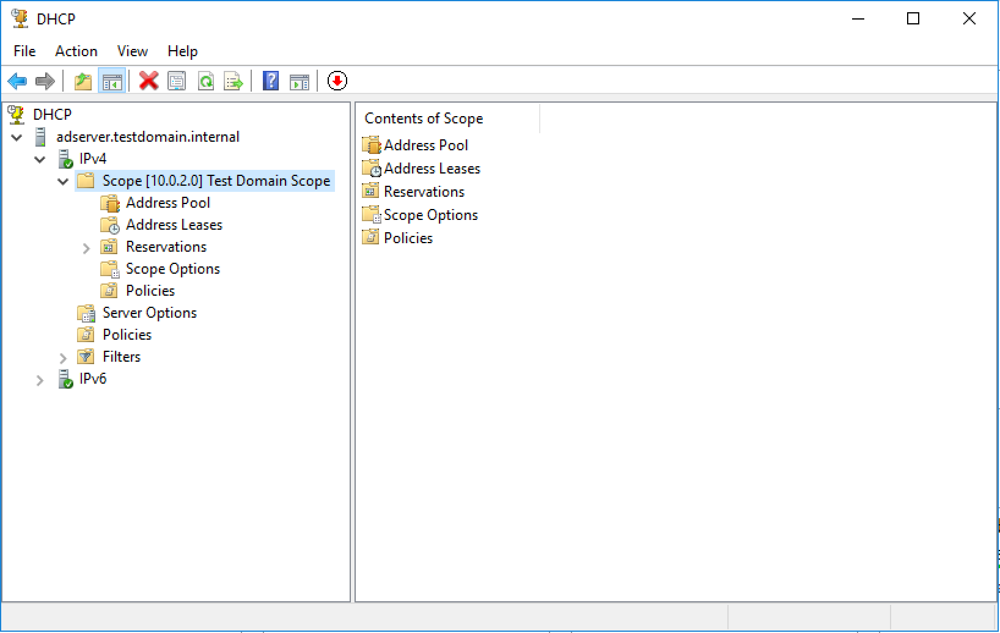 DHCP
File Action View Help
DHCP
adserver.testdomain.internal
IPv4
Scope [10.0.2.0] Test Domain Scope
Address Pool
Address Leases
Reservations
Scope Options
Policies
Server Options
Policies
Filters
IPv6
Contents of Scope
Address Pool
Address Leases
Reservations
Scope Options
Policies